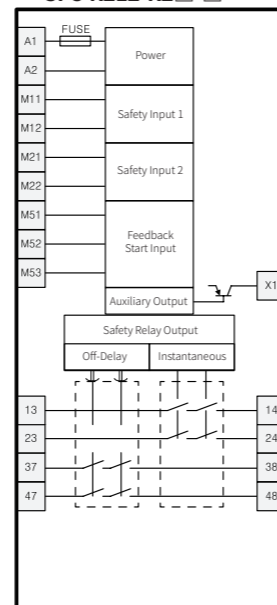 A1
FUSE
Power
A2
M11
Safety Input 1
M12
M21
Safety Input 2
M22
M51
Feedback
Start Input
M52
M53
X1
Auxiliary Output
Safety Relay Output
Off-Delay Instantaneous
13 14
23 24
37 38
47 48